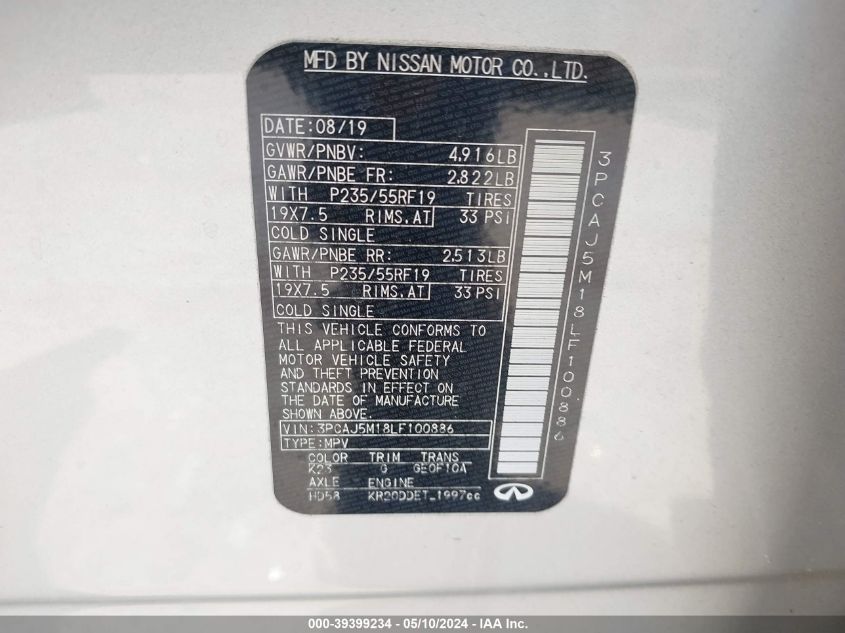 MFD BY NISSAN MOTOR CO.,LTD.
DATE:08/19
GVWR/PNBV: 4,916LB
GAWR/PNBE FR: 2,822LB
WITH P235/55RF19 TIRES
19X7.5 RIMS,AT 33 PSI
COLD SINGLE
GAWR/PNBE RR: 2,513LB
WITH P235/55RF19 TIRES
19X7.5 RIMS,AT 33 PSI
COLD SINGLE
THIS VEHICLE CONFORMS TO
ALL APPLICABLE FEDERAL
MOTOR VEHICLE SAFETY
AND THEFT PREVENTION
STANDARDS IN EFFECT ON
THE DATE OF MANUFACTURE
SHOWN ABOVE.
VIN:3PCAJ5M18LF100886
TYPE:MPV
COLOR TRIM TRANS
K23 G GE0F10A
AXLE ENGINE
HD58 KR20DDET_1997cc
3PCAJ5M18LF100886
000-39399234 - 05/10/2024 - IAA Inc.